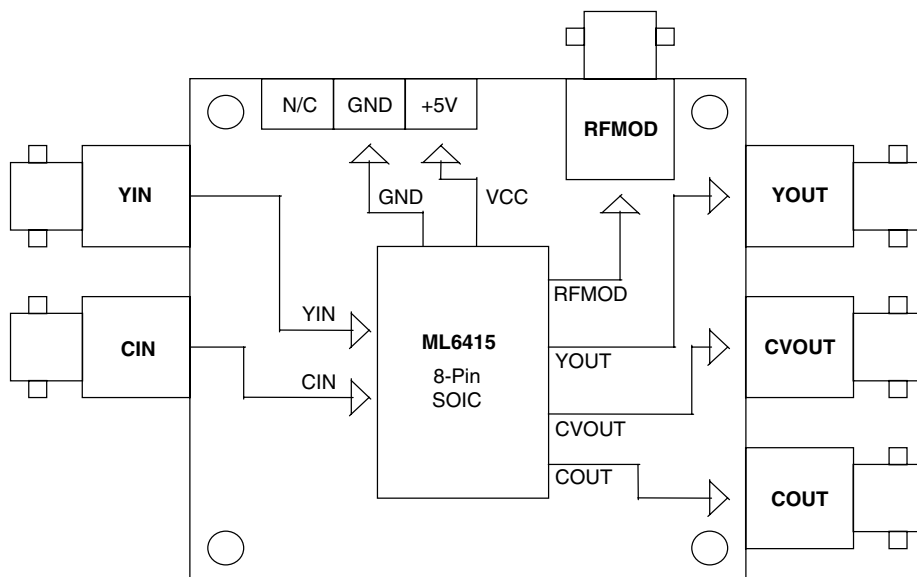 N/C GND +5V
RFMOD
YIN
YOUT
GND
VCC
RFMOD
YIN
ML6415
8-Pin
SOIC
YOUT
CIN
CIN
CVOUT
CVOUT
COUT
COUT